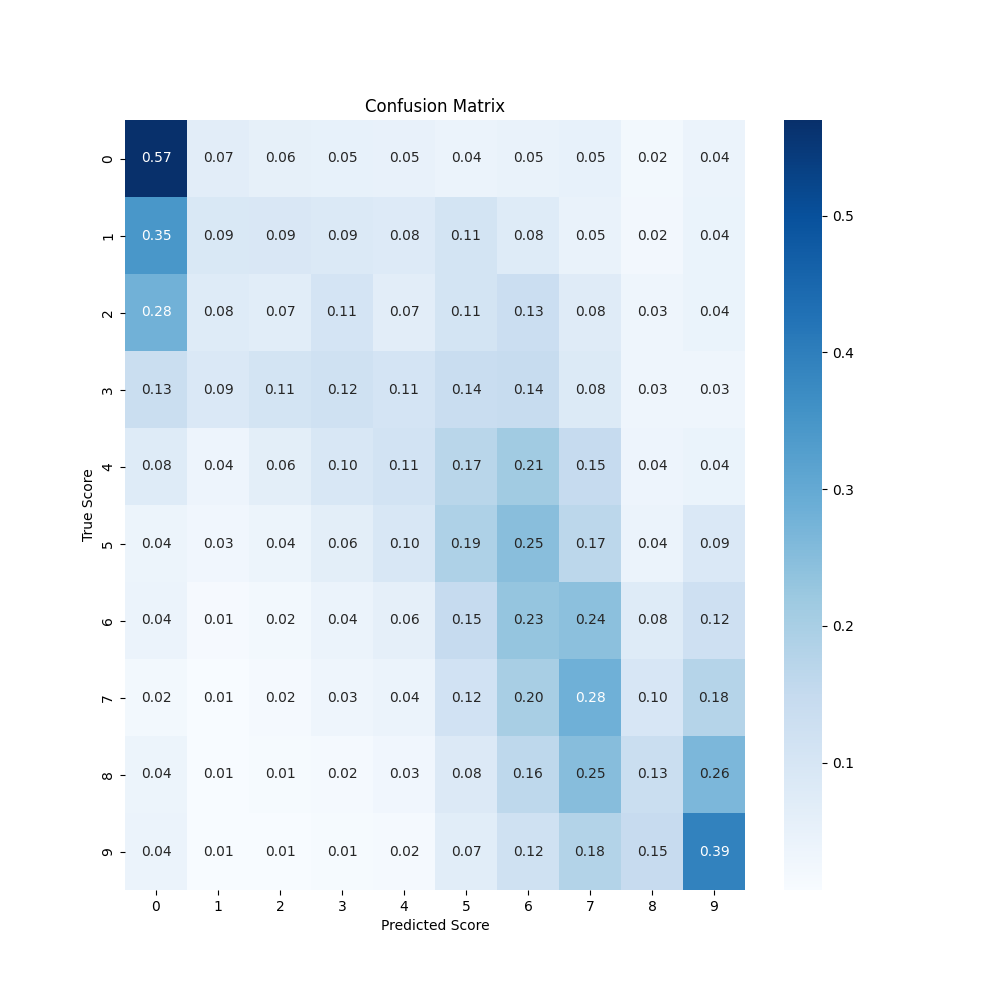 Confusion Matrix
0 0.57 0.07 0.06 0.05 0.05 0.04 0.05 0.05 0.02 0.04
1 0.35 0.09 0.09 0.09 0.08 0.11 0.08 0.05 0.02 0.04
2 0.28 0.08 0.07 0.11 0.07 0.11 0.13 0.08 0.03 0.04
3 0.13 0.09 0.11 0.12 0.11 0.14 0.14 0.08 0.03 0.03
4 0.08 0.04 0.06 0.10 0.11 0.17 0.21 0.15 0.04 0.04
5 0.04 0.03 0.04 0.06 0.10 0.19 0.25 0.17 0.04 0.09
6 0.04 0.01 0.02 0.04 0.06 0.15 0.23 0.24 0.08 0.12
7 0.02 0.01 0.02 0.03 0.04 0.12 0.20 0.28 0.10 0.18
8 0.04 0.01 0.01 0.02 0.03 0.08 0.16 0.25 0.13 0.26
9 0.04 0.01 0.01 0.01 0.02 0.07 0.12 0.18 0.15 0.39
0 1 2 3 4 5 6 7 8 9
Predicted Score
True Score
0.5
0.4
0.3
0.2
0.1